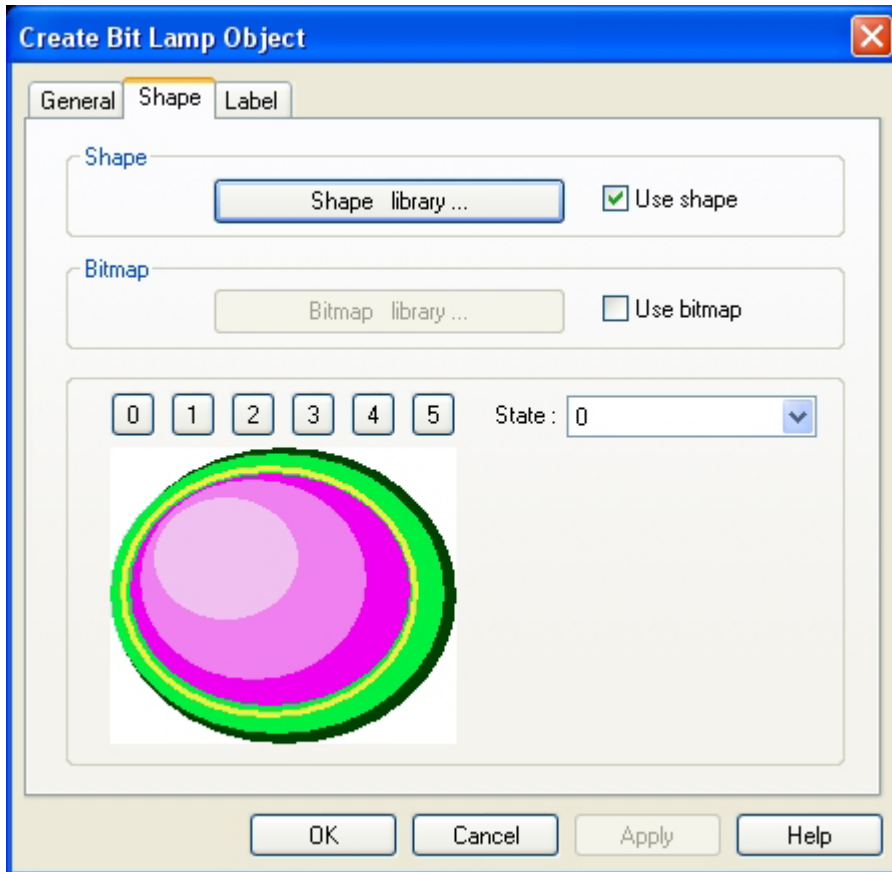 Create Bit Lamp Object
General Shape Label
Shape
Shape library ... Use shape
Bitmap
Bitmap library ... Use bitmap
0 1 2 3 4 5 State : 0
OK Cancel Apply Help